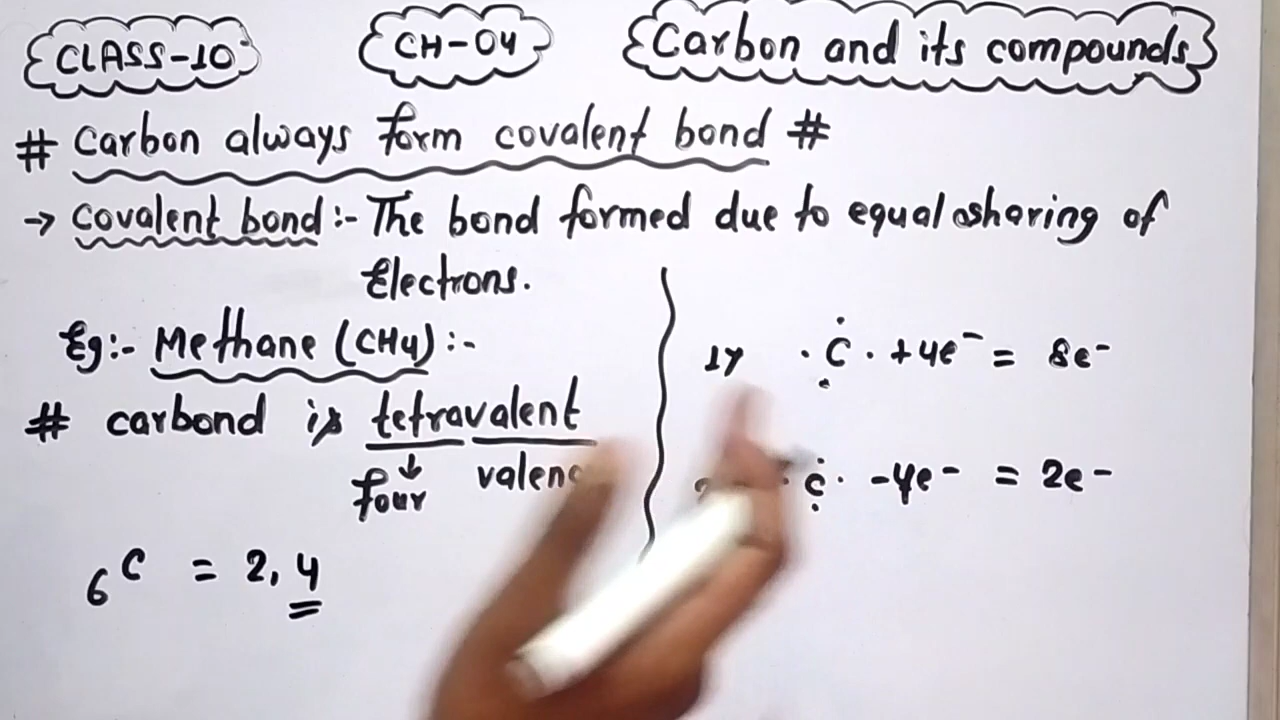 CLASS-10 CH-04 Carbon and its compounds
# Carbon always form covalent bond #
→ Covalent bond:- The bond formed due to equal sharing of
Electrons.
Eg:- Methane (CH4):-
# carbond is tetravalent
↓
four
6C = 2, 4
1) ·C· +4e⁻ = 8e⁻
·C· -4e⁻ = 2e⁻